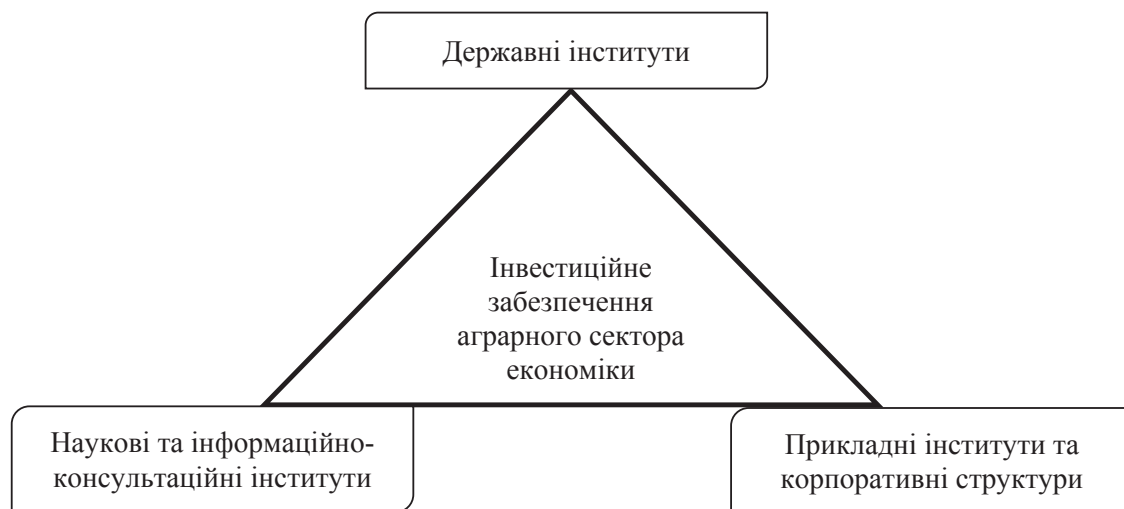 Державні інститути
Інвестиційне
забезпечення
аграрного сектора
економіки
Наукові та інформаційно-
консультаційні інститути
Прикладні інститути та
корпоративні структури